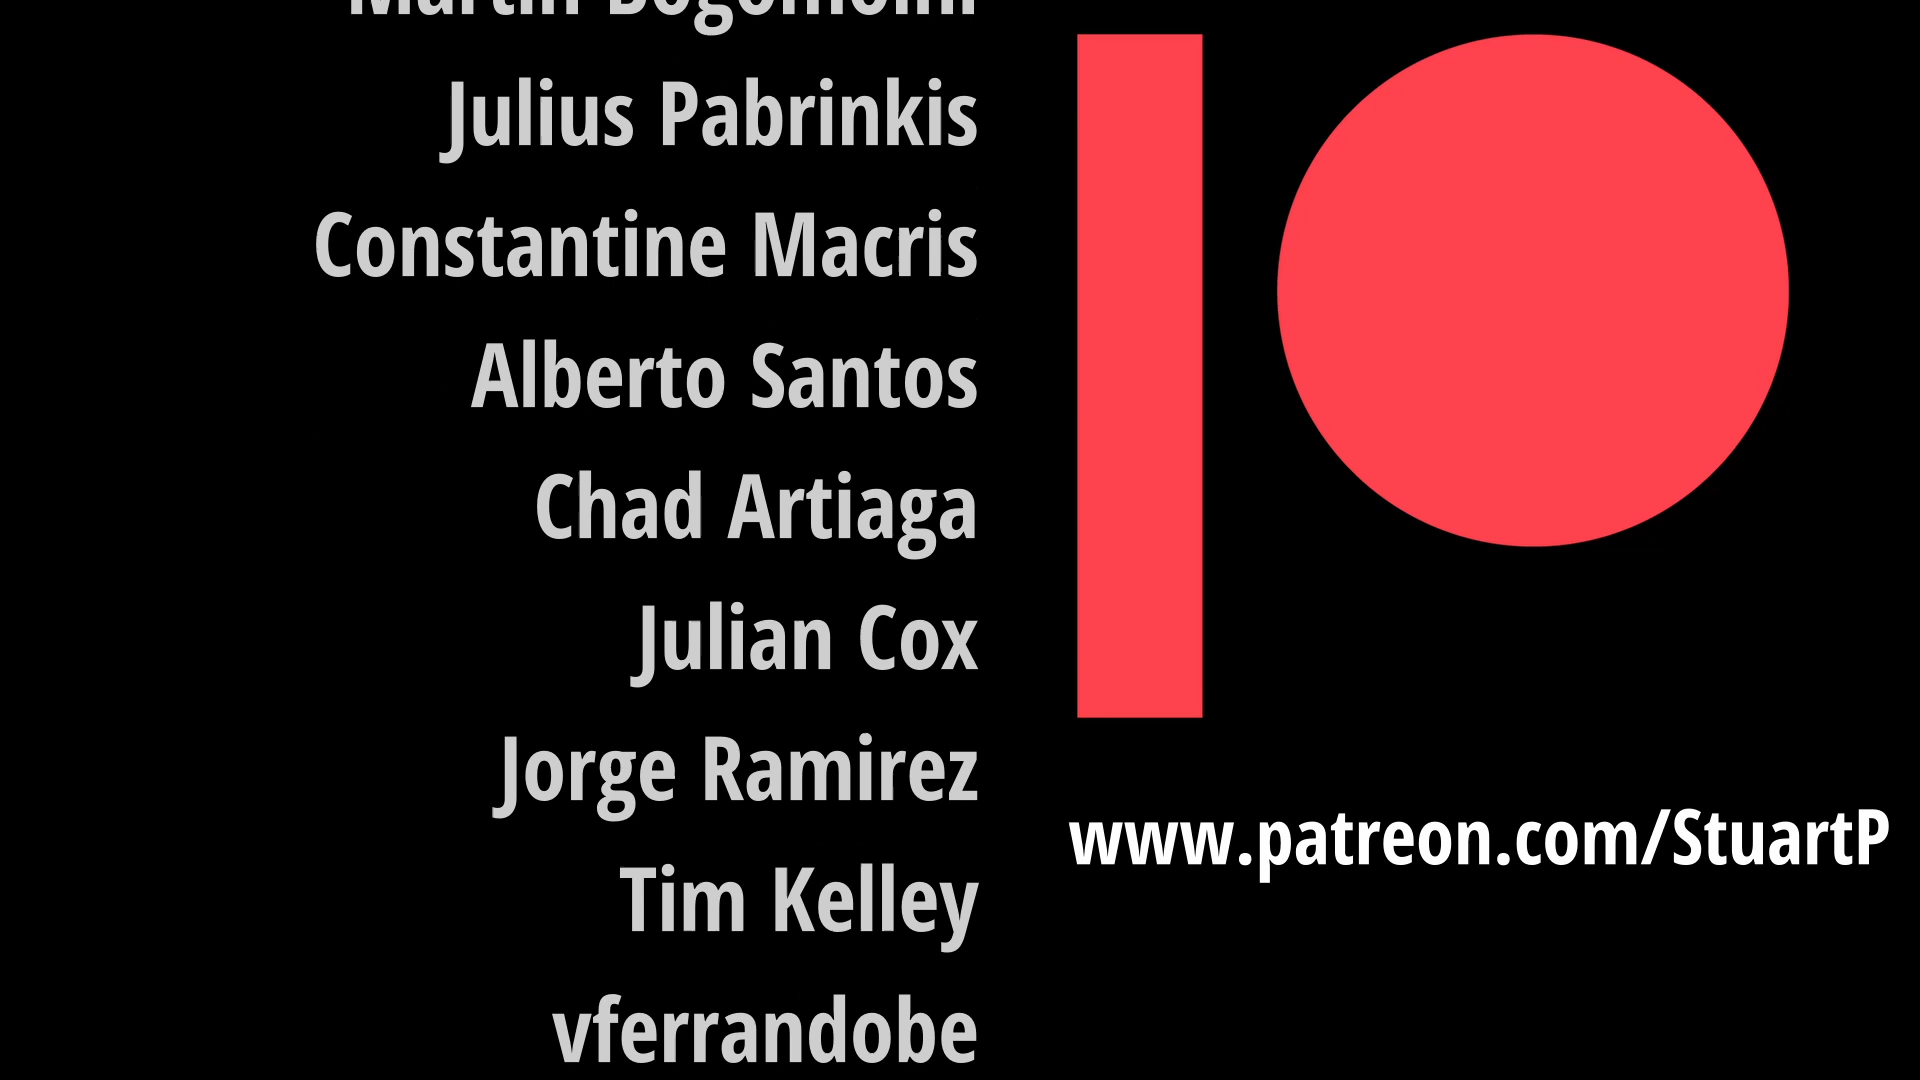 Martin
Julius Pabrinkis
Constantine Macris
Alberto Santos
Chad Artiaga
Julian Cox
Jorge Ramirez
Tim Kelley
vferrandobe
www.patreon.com/StuartP